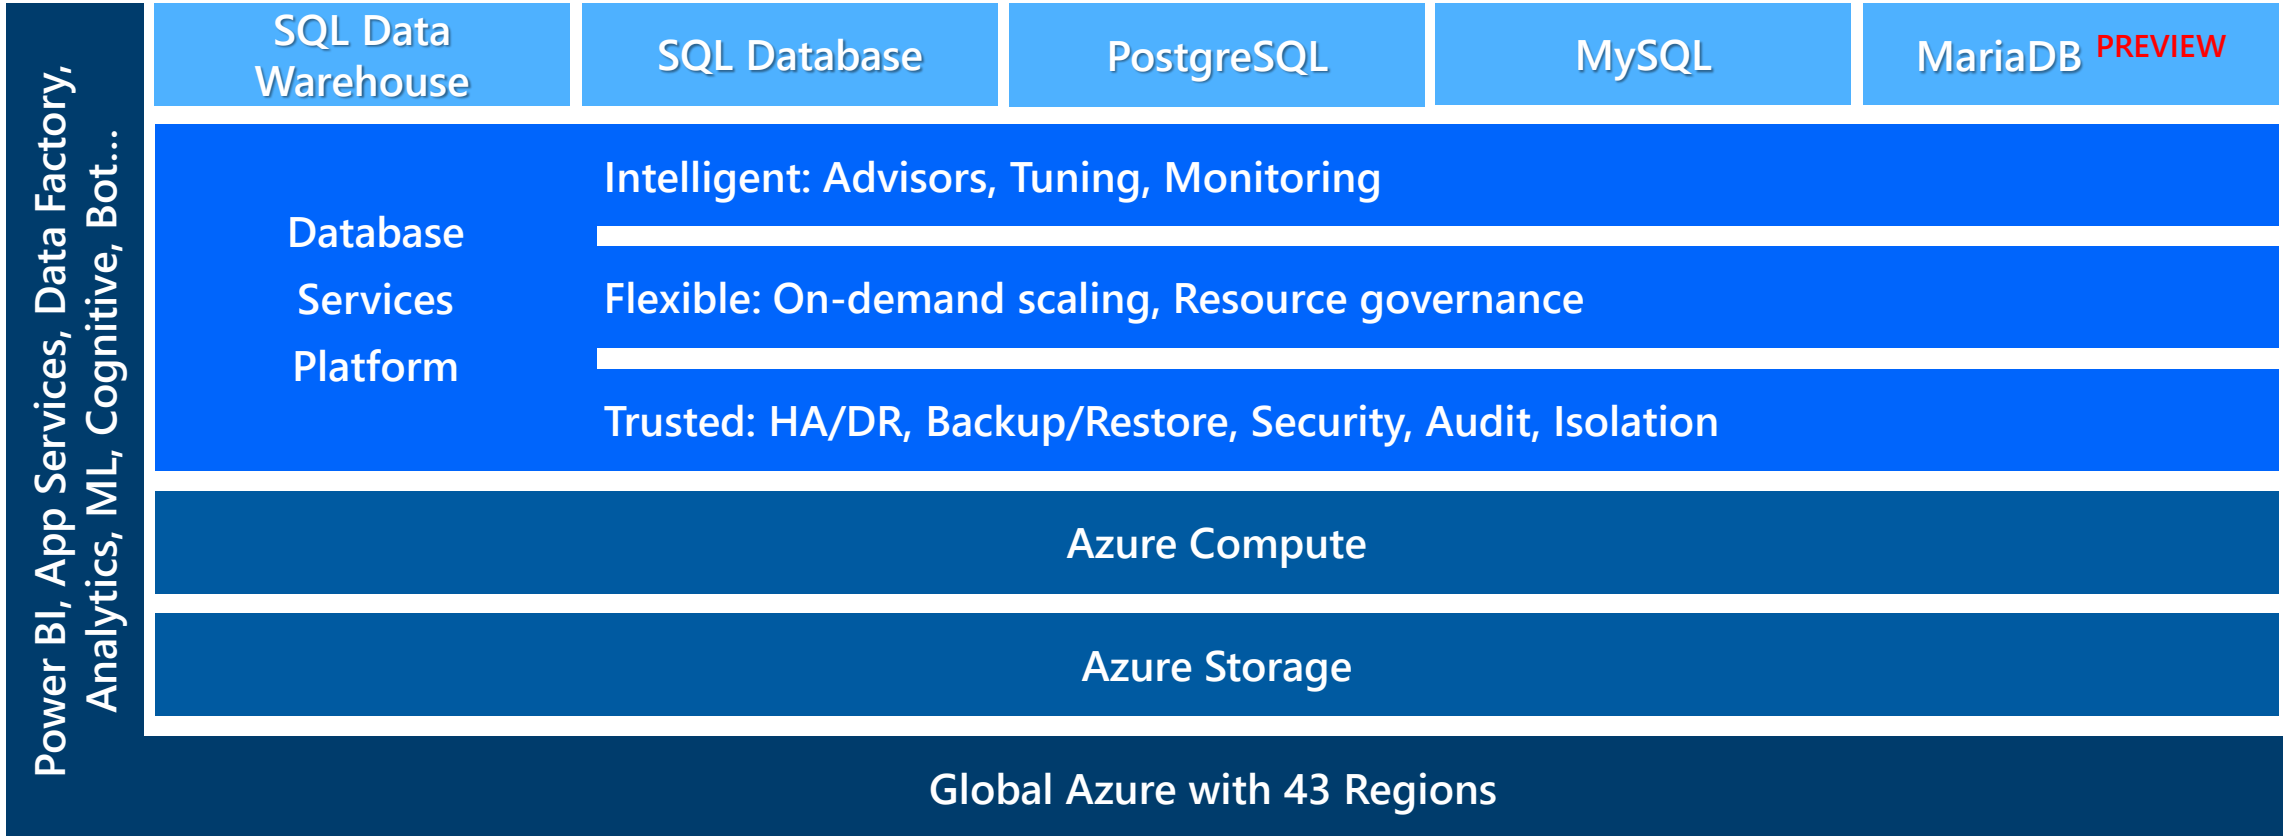 Power BI, App Services, Data Factory,
Analytics, ML, Cognitive, Bot...
SQL Data
Warehouse
SQL Database
PostgreSQL
MySQL
MariaDB PREVIEW
Database
Services
Platform
Intelligent: Advisors, Tuning, Monitoring
Flexible: On-demand scaling, Resource governance
Trusted: HA/DR, Backup/Restore, Security, Audit, Isolation
Azure Compute
Azure Storage
Global Azure with 43 Regions